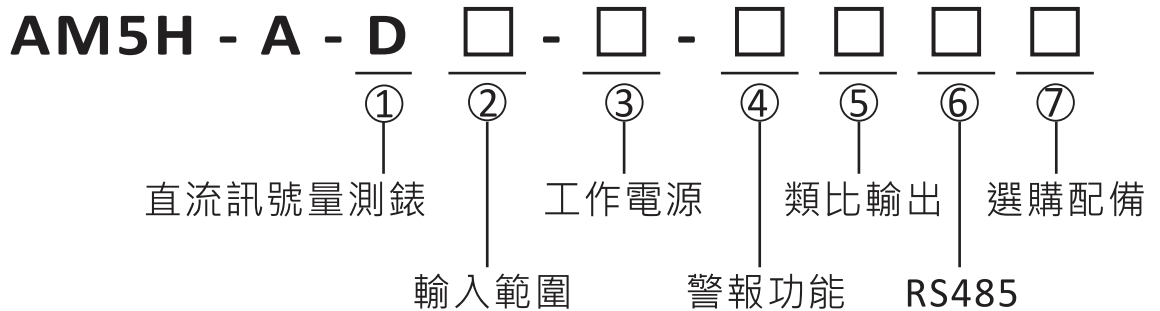 AM5H - A - D □ - □ - □ □ □ □
① ② ③ ④ ⑤ ⑥ ⑦
直流訊號量測錶 工作電源 類比輸出 選購配備
輸入範圍 警報功能 RS485